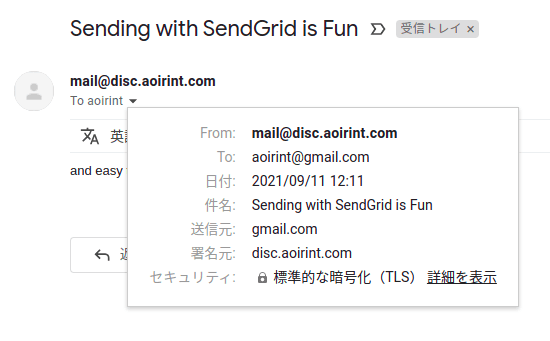 Sending with SendGrid is Fun 受信トレイ ×
mail@disc.aoirint.com
To aoirint
From: mail@disc.aoirint.com
To: aoirint@gmail.com
日付: 2021/09/11 12:11
件名: Sending with SendGrid is Fun
送信元: gmail.com
署名元: disc.aoirint.com
セキュリティ: 標準的な暗号化（TLS） 詳細を表示
英
and easy